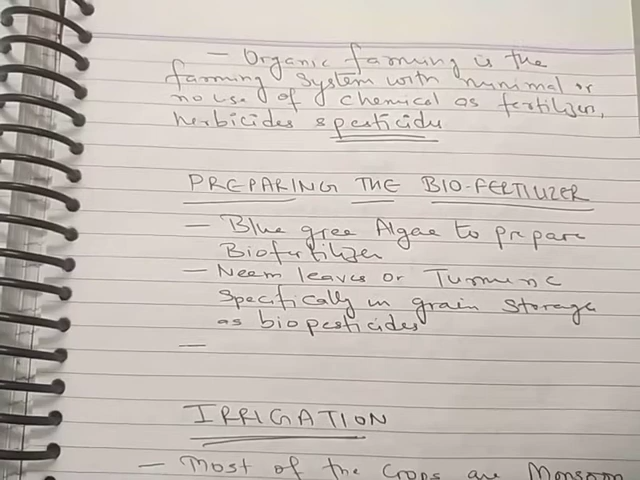 - Organic farming is the
farming system with minimal or
no use of chemical as fertilizer,
herbicides & pesticides
PREPARING THE BIO-FERTILIZER
- Blue gree Algae to prepare
Biofertilizer
- Neem leaves or Turmeric
Specifically in grain storage
as biopesticides
-
IRRIGATION
- Most of the crops are Monsoon